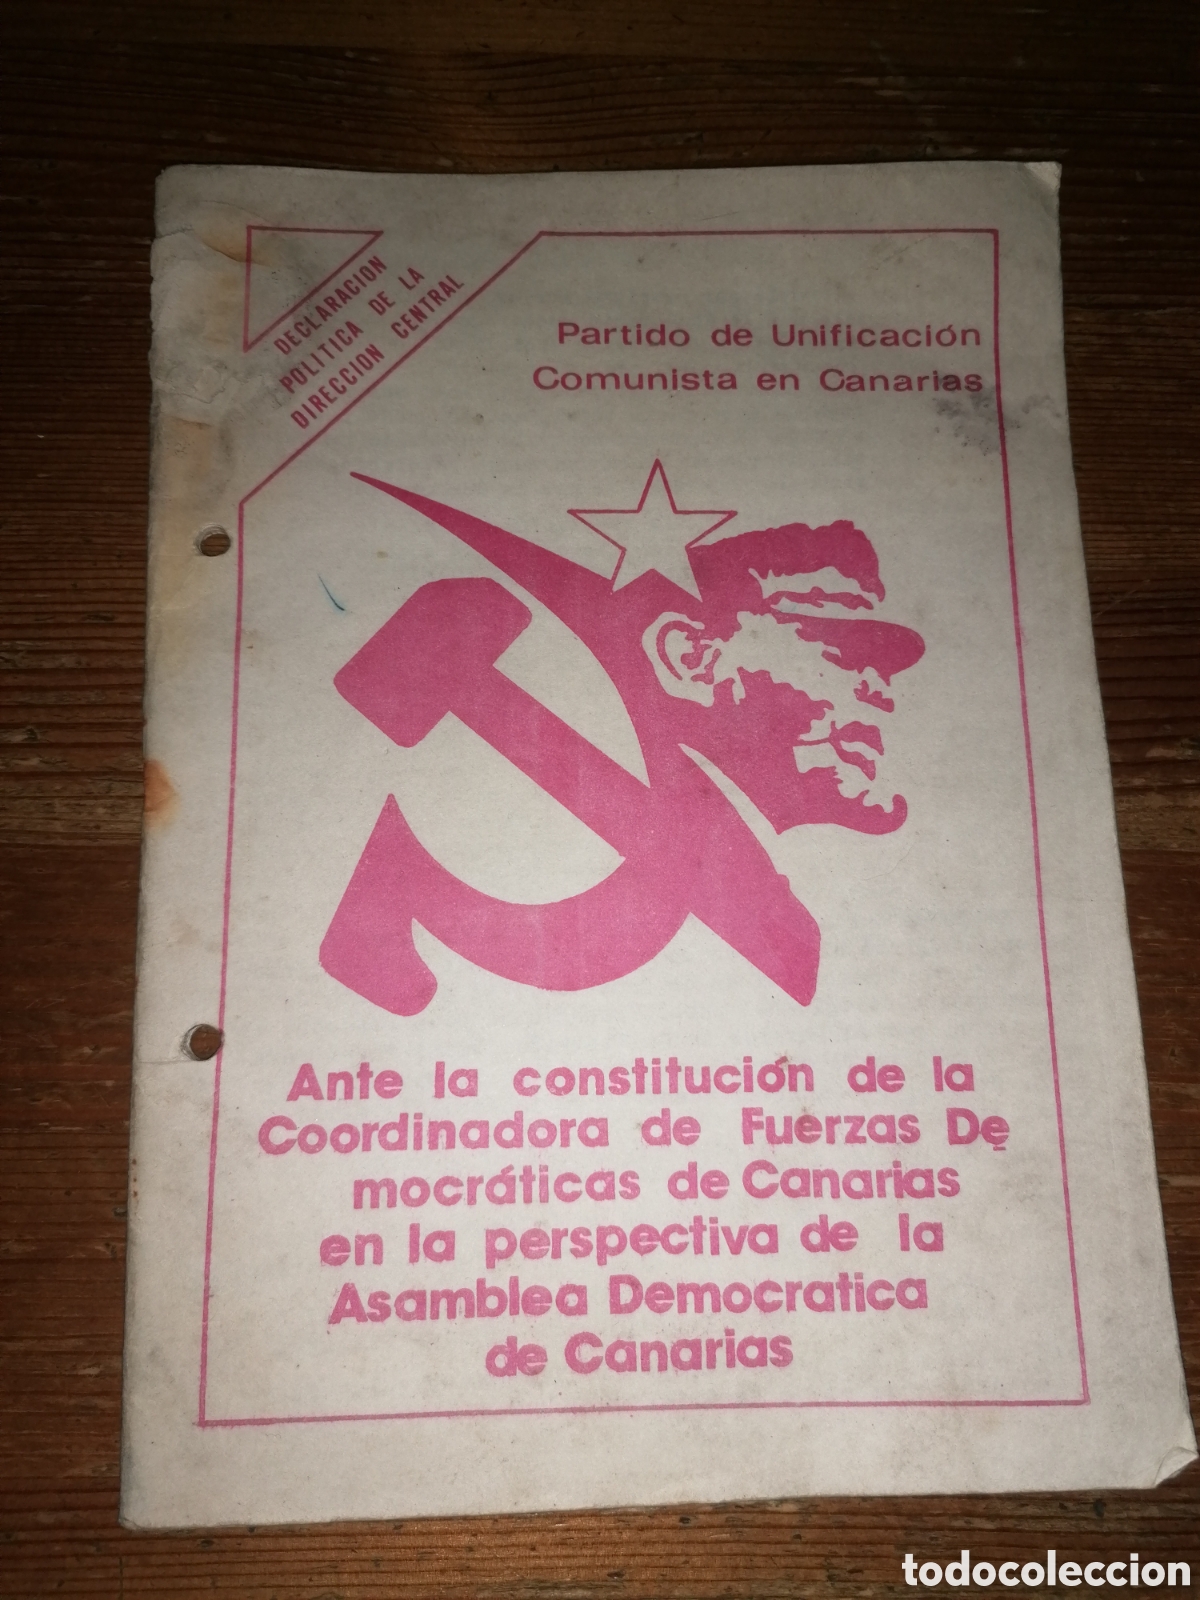 DECLARACION
POLITICA DE LA
DIRECCION CENTRAL
Partido de Unificación
Comunista en Canarias
Ante la constitución de la
Coordinadora de Fuerzas De
mocráticas de Canarias
en la perspectiva de la
Asamblea Democratica
de Canarias
todocoleccion